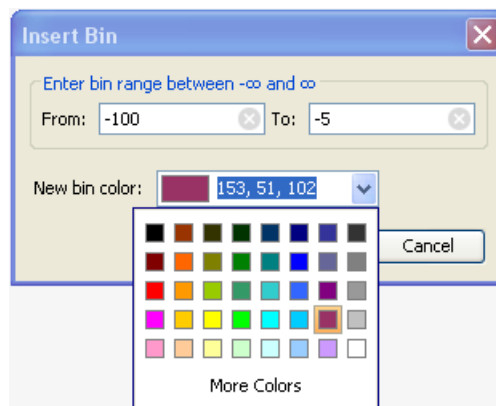 Insert Bin
Enter bin range between -∞ and ∞
From: -100 To: -5
New bin color: 153, 51, 102
Cancel
More Colors